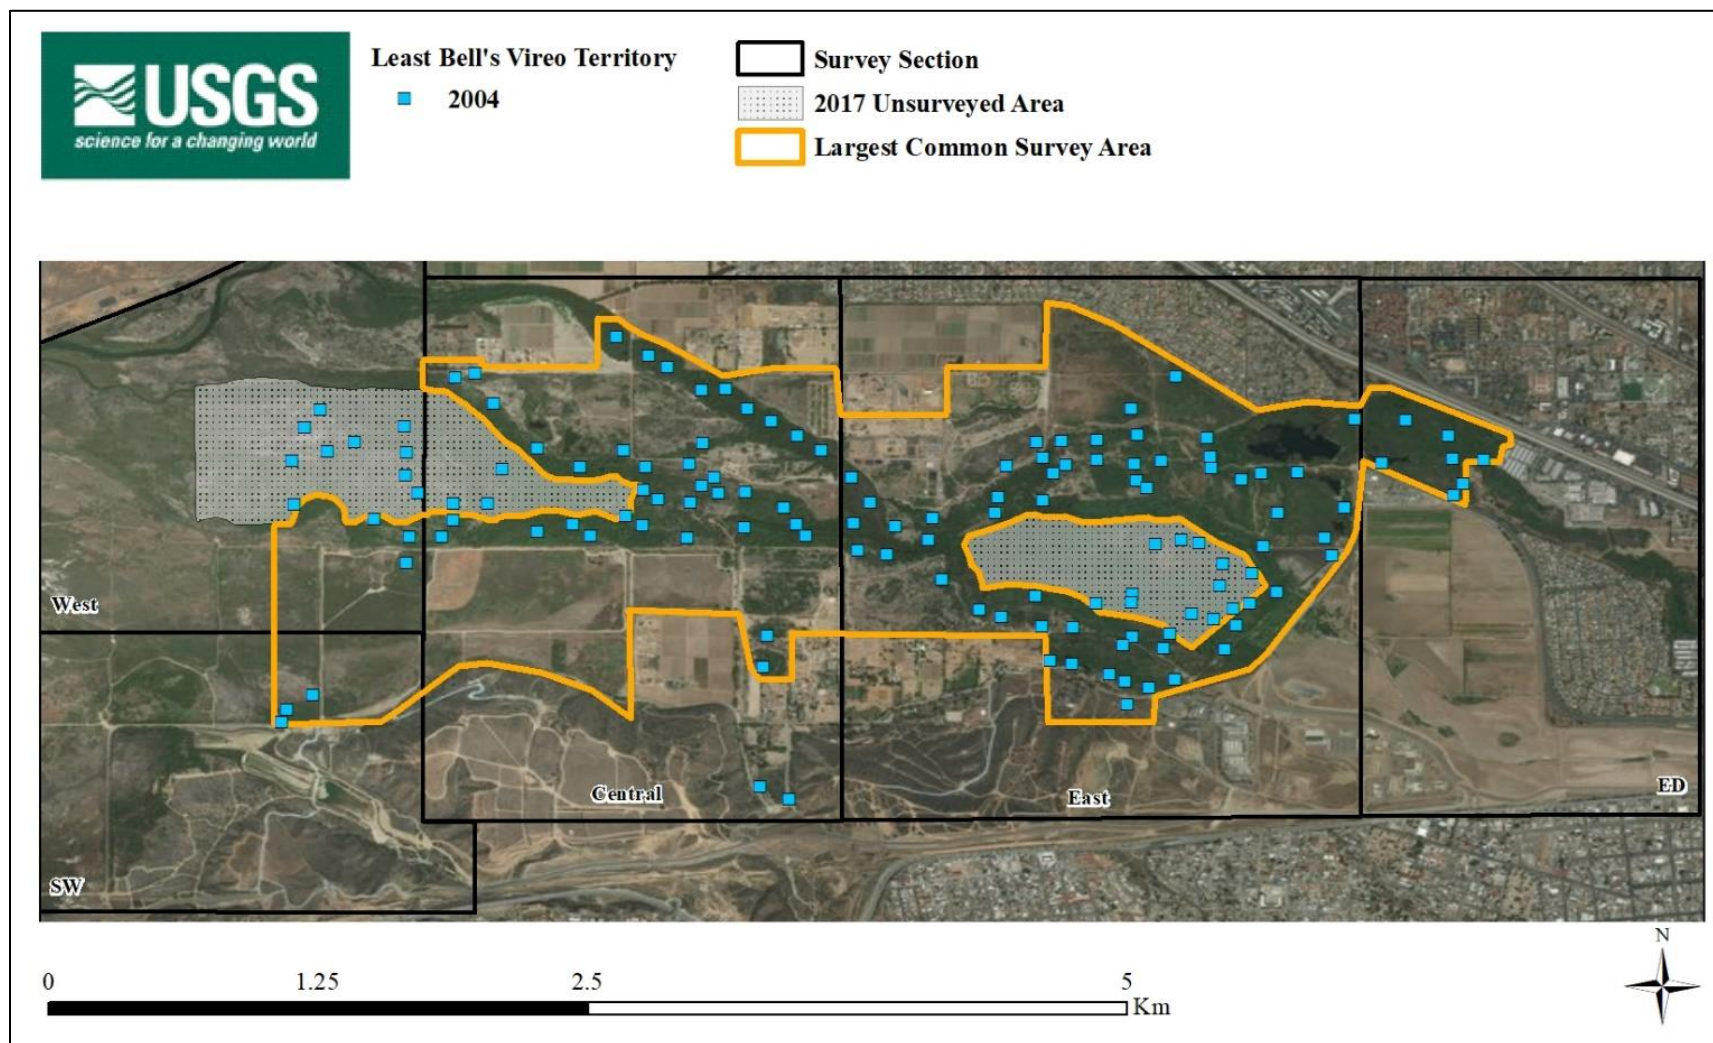 USGS
science for a changing world
Least Bell's Vireo Territory
2004
Survey Section
2017 Unsurveyed Area
Largest Common Survey Area
West
Central
East
ED
SW
N
0 1.25 2.5 5
Km